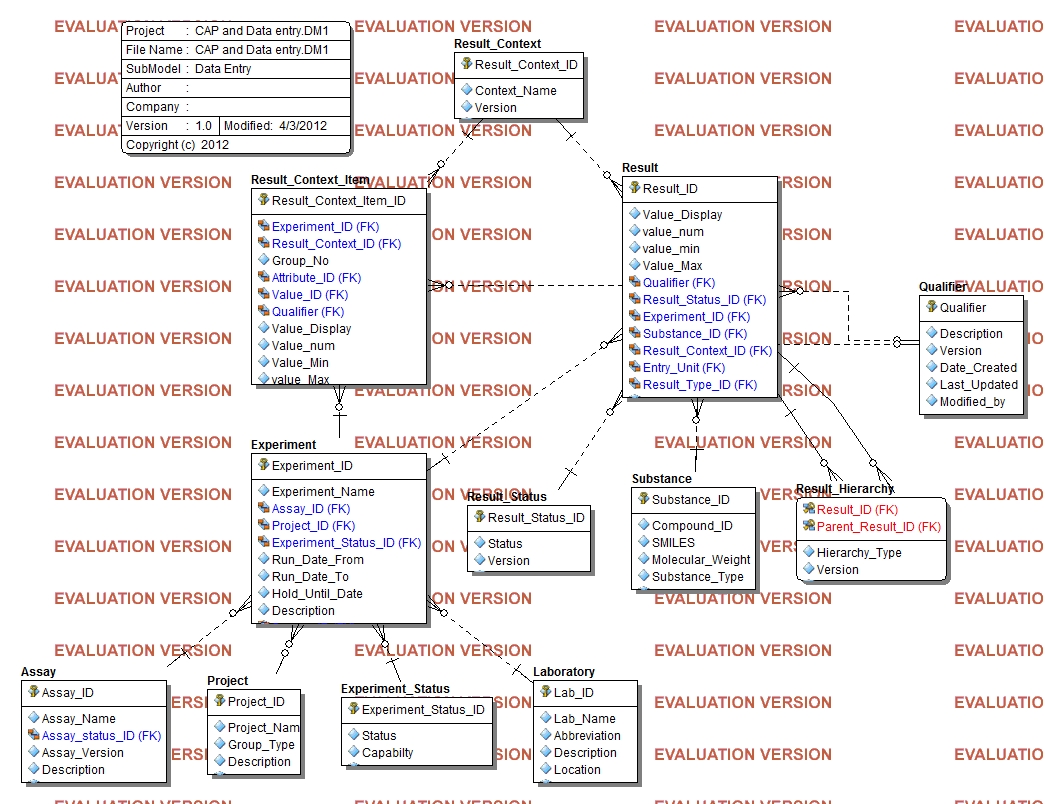 Project : CAP and Data entry.DM1
File Name : CAP and Data entry.DM1
SubModel : Data Entry
Author :
Company :
Version : 1.0 Modified: 4/3/2012
Copyright (c) 2012
Result_Context
Result_Context_ID
Context_Name
Version
Result_Context_Item
Result_Context_Item_ID
Experiment_ID (FK)
Result_Context_ID (FK)
Group_No
Attribute_ID (FK)
Value_ID (FK)
Qualifier (FK)
Value_Display
Value_num
Value_Min
value_Max
Result
Result_ID
Value_Display
value_num
value_min
Value_Max
Qualifier (FK)
Result_Status_ID (FK)
Experiment_ID (FK)
Substance_ID (FK)
Result_Context_ID (FK)
Entry_Unit (FK)
Result_Type_ID (FK)
Qualifier
Qualifier
Description
Version
Date_Created
Last_Updated
Modified_by
Experiment
Experiment_ID
Experiment_Name
Assay_ID (FK)
Project_ID (FK)
Experiment_Status_ID (FK)
Run_Date_From
Run_Date_To
Hold_Until_Date
Description
Result_Status
Result_Status_ID
Status
Version
Substance
Substance_ID
Compound_ID
SMILES
Molecular_Weight
Substance_Type
Result_Hierarchy
Result_ID (FK)
Parent_Result_ID (FK)
Hierarchy_Type
Version
Assay
Assay_ID
Assay_Name
Assay_status_ID (FK)
Assay_Version
Description
Project
Project_ID
Project_Nam
Group_Type
Description
Experiment_Status
Experiment_Status_ID
Status
Capabilty
Laboratory
Lab_ID
Lab_Name
Abbreviation
Description
Location
EVALUATION VERSION